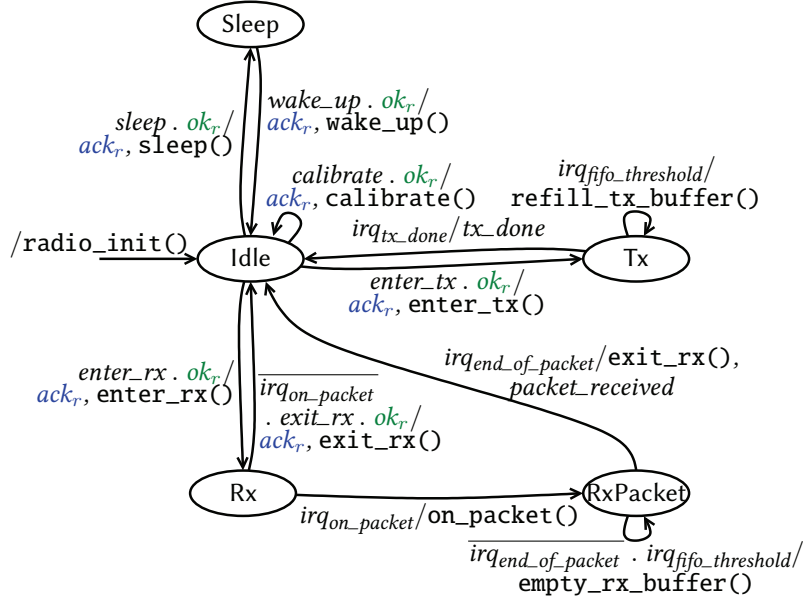 Sleep
sleep . ok_r/
ack_r, sleep()
wake_up . ok_r/
ack_r, wake_up()
calibrate . ok_r/
ack_r, calibrate()
irq_fifo_threshold/
refill_tx_buffer()
/radio_init()
Idle
irq_tx_done/tx_done
Tx
enter_tx . ok_r/
ack_r, enter_tx()
enter_rx . ok_r/
ack_r, enter_rx()
irq_on_packet
. exit_rx . ok_r/
ack_r, exit_rx()
irq_end_of_packet/exit_rx(),
packet_received
Rx
irq_on_packet/on_packet()
RxPacket
irq_end_of_packet . irq_fifo_threshold/
empty_rx_buffer()